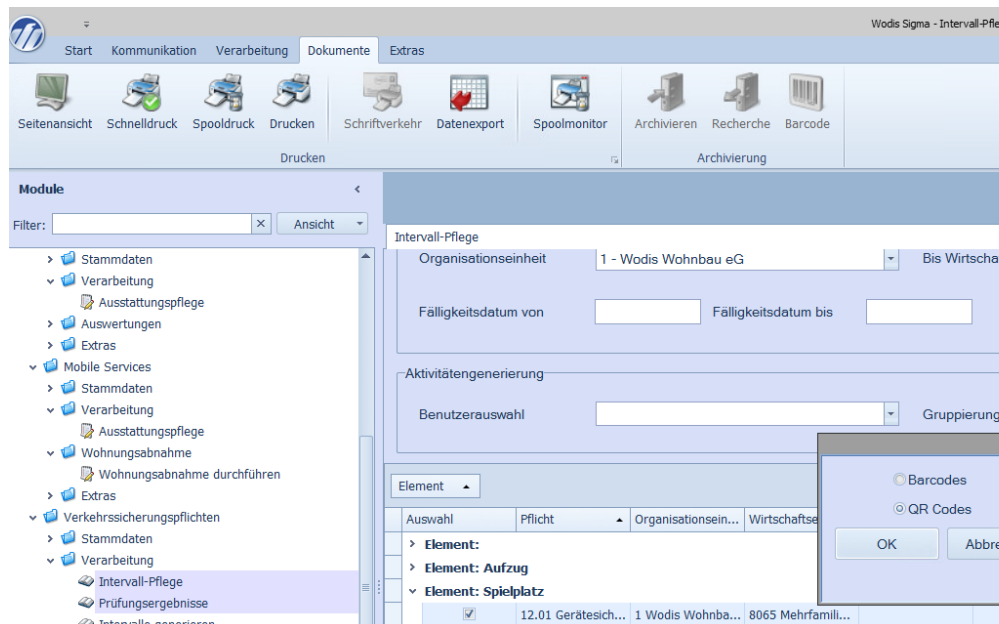 Wodis Sigma - Intervall-Pfle
Start Kommunikation Verarbeitung Dokumente Extras
Seitenansicht Schnelldruck Spooldruck Drucken Schriftverkehr Datenexport Spoolmonitor Archivieren Recherche Barcode
Drucken Archivierung
Module
Filter: Ansicht
Stammdaten
Verarbeitung
Ausstattungspflege
Auswertungen
Extras
Mobile Services
Stammdaten
Verarbeitung
Ausstattungspflege
Wohnungsabnahme
Wohnungsabnahme durchführen
Extras
Verkehrssicherungspflichten
Stammdaten
Verarbeitung
Intervall-Pflege
Prüfungsergebnisse
Intervalle generieren
Intervall-Pflege
Organisationseinheit 1 - Wodis Wohnbau eG Bis Wirtscha
Fälligkeitsdatum von Fälligkeitsdatum bis
Aktivitätengenerierung
Benutzerauswahl Gruppierung
Element
Auswahl Pflicht Organisationsein... Wirtschaftse
Element:
Element: Aufzug
Element: Spielplatz
12.01 Gerätesich... 1 Wodis Wohnba... 8065 Mehrfamili...
Barcodes
QR Codes
OK Abbre